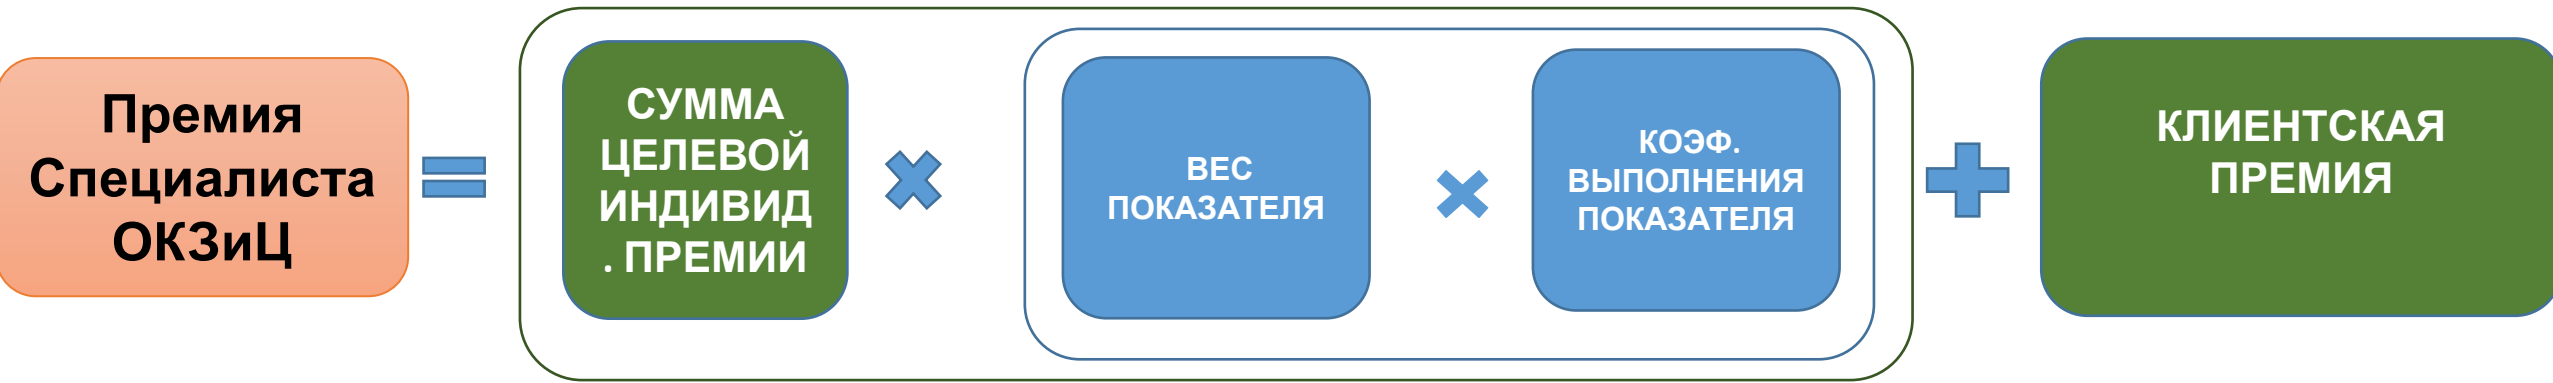 Премия
Специалиста
ОКЗиЦ
СУММА
ЦЕЛЕВОЙ
ИНДИВИД
. ПРЕМИИ
ВЕС
ПОКАЗАТЕЛЯ
КОЭФ.
ВЫПОЛНЕНИЯ
ПОКАЗАТЕЛЯ
КЛИЕНТСКАЯ
ПРЕМИЯ